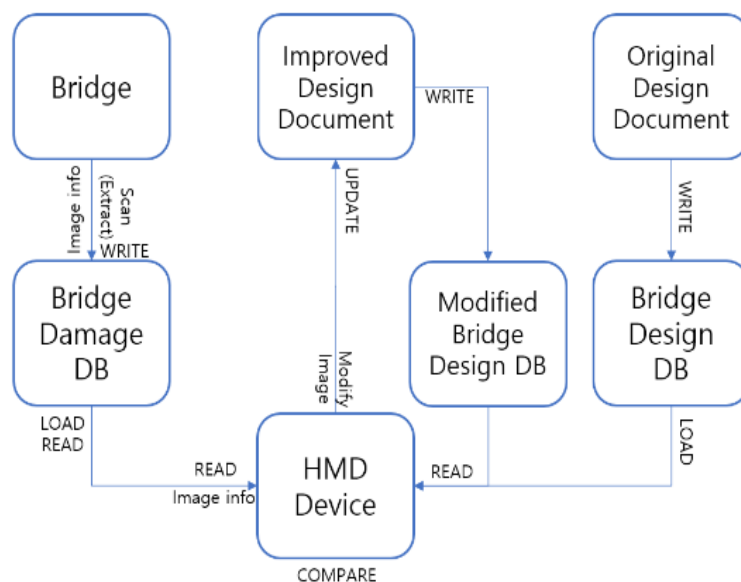 Bridge
Improved
Design
Document
Original
Design
Document
WRITE
Image info
Scan
(Extract)
WRITE
UPDATE
WRITE
Bridge
Damage
DB
Modified
Bridge
Design DB
Bridge
Design
DB
Modify
Image
LOAD
READ
READ
Image info
HMD
Device
READ
LOAD
COMPARE